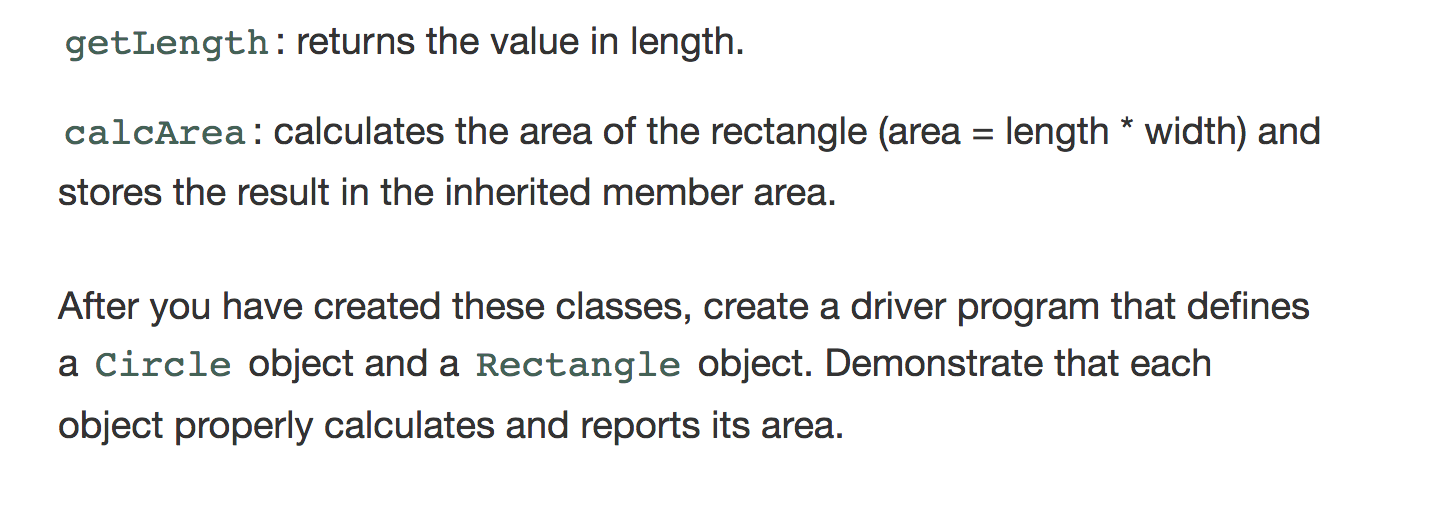 getLength: returns the value in length.
calcArea: calculates the area of the rectangle (area = length * width) and
stores the result in the inherited member area.
After you have created these classes, create a driver program that defines
a Circle object and a Rectangle object. Demonstrate that each
object properly calculates and reports its area.